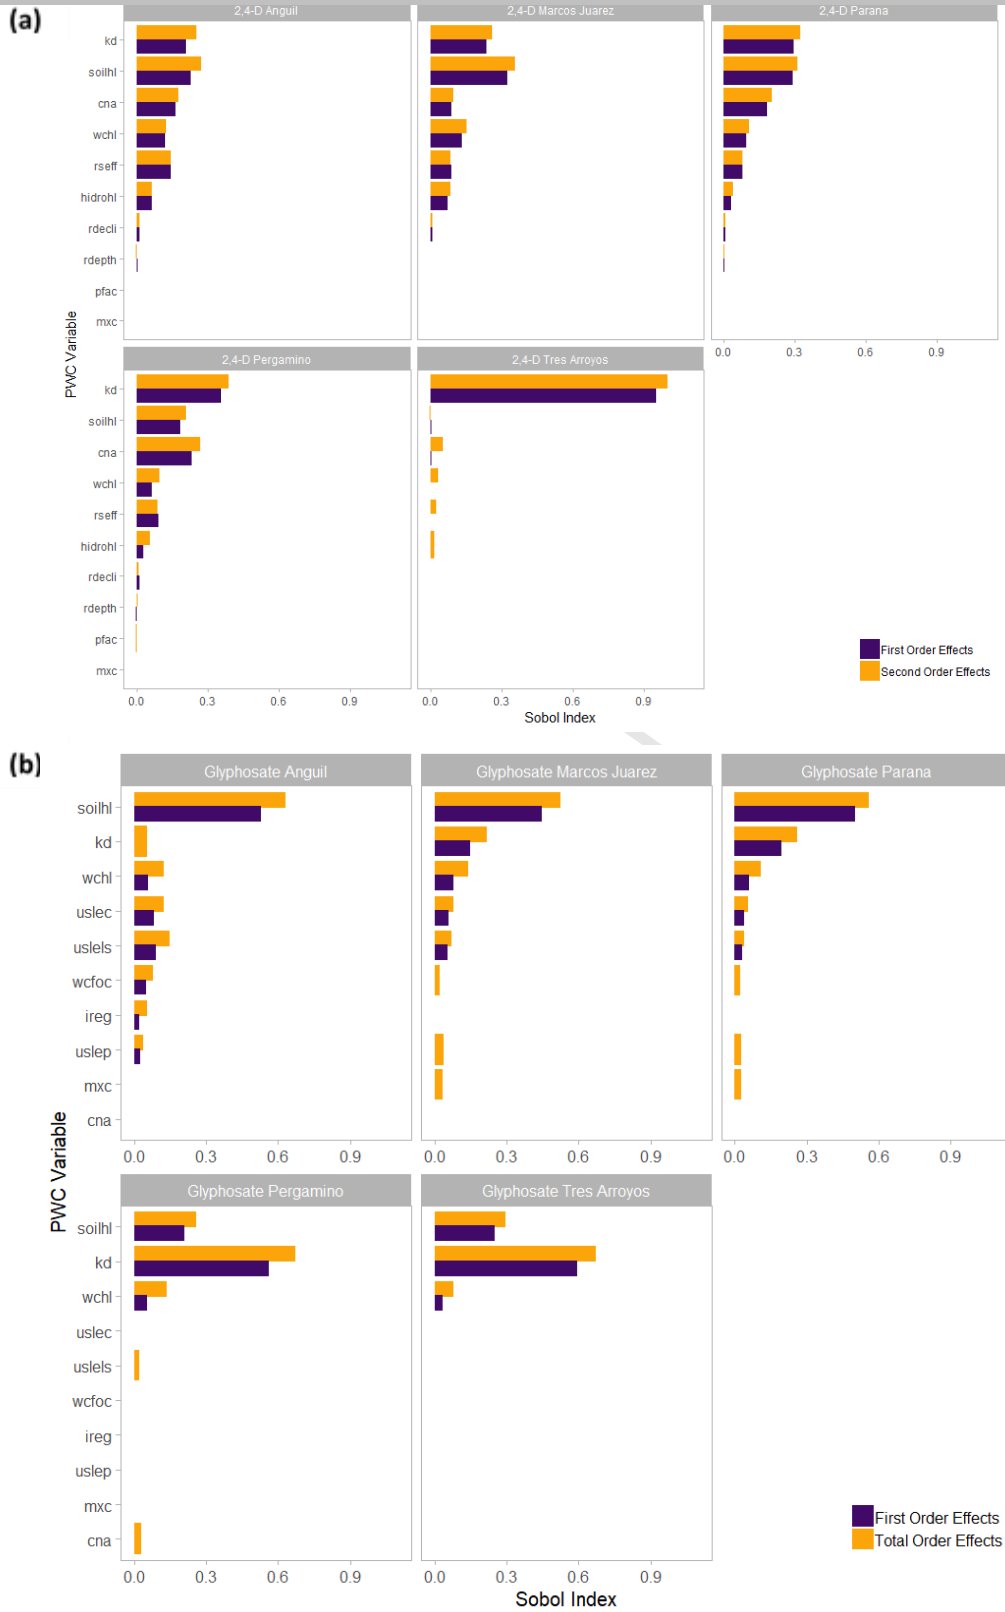 (a)
2,4-D Anguil
2,4-D Marcos Juarez
2,4-D Parana
kd
soilhl
cna
wchl
rseff
hidrohl
rdecli
rdepth
pfac
mxc
0.0 0.3 0.6 0.9
PWC Variable
2,4-D Pergamino
2,4-D Tres Arroyos
kd
soilhl
cna
wchl
rseff
hidrohl
rdecli
rdepth
pfac
mxc
0.0 0.3 0.6 0.9
0.0 0.3 0.6 0.9
Sobol Index
First Order Effects
Second Order Effects
(b)
Glyphosate Anguil
Glyphosate Marcos Juarez
Glyphosate Parana
soilhl
kd
wchl
uslec
uslels
wcfoc
ireg
uslep
mxc
cna
0.0 0.3 0.6 0.9
0.0 0.3 0.6 0.9
0.0 0.3 0.6 0.9
PWC Variable
Glyphosate Pergamino
Glyphosate Tres Arroyos
soilhl
kd
wchl
uslec
uslels
wcfoc
ireg
uslep
mxc
cna
0.0 0.3 0.6 0.9
0.0 0.3 0.6 0.9
Sobol Index
First Order Effects
Total Order Effects